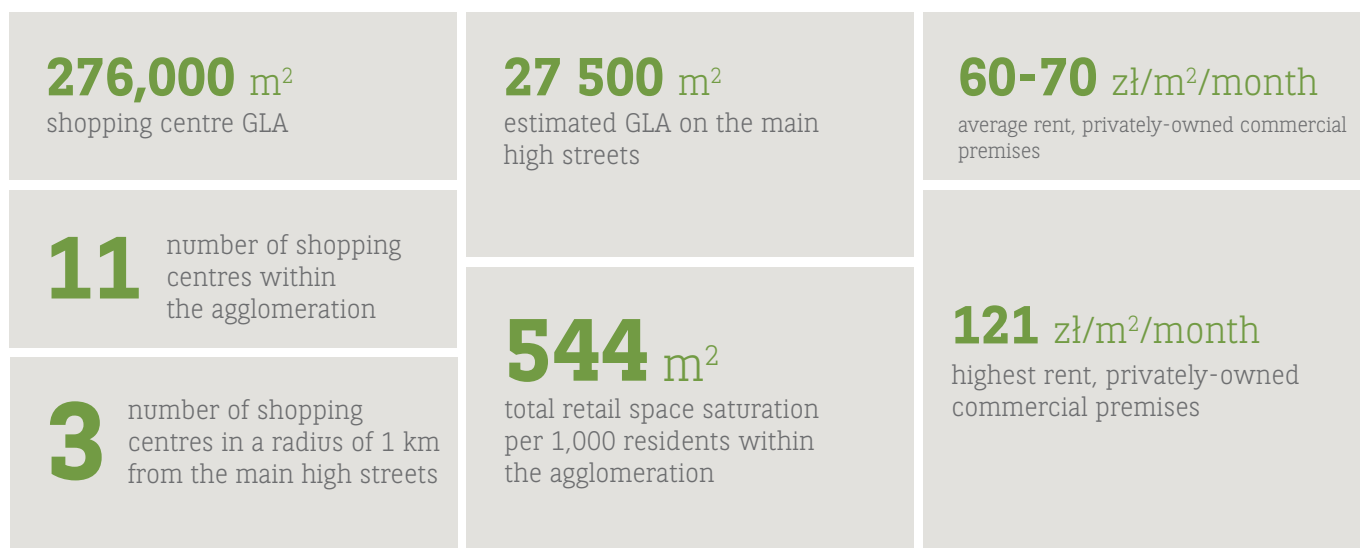 276,000 m²
shopping centre GLA
11
number of shopping
centres within
the agglomeration
3
number of shopping
centres in a radius of 1 km
from the main high streets
27 500 m²
estimated GLA on the main
high streets
544 m²
total retail space saturation
per 1,000 residents within
the agglomeration
60-70 zł/m²/month
average rent, privately-owned commercial
premises
121 zł/m²/month
highest rent, privately-owned
commercial premises